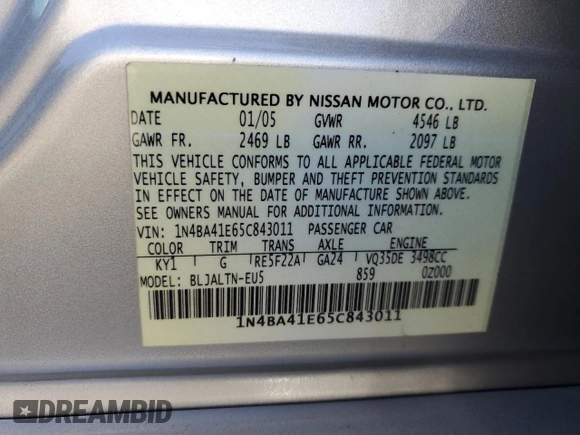 MANUFACTURED BY NISSAN MOTOR CO., LTD.
DATE 01/05 GVWR 4546 LB
GAWR FR. 2469 LB GAWR RR. 2097 LB
THIS VEHICLE CONFORMS TO ALL APPLICABLE FEDERAL MOTOR
VEHICLE SAFETY, BUMPER AND THEFT PREVENTION STANDARDS
IN EFFECT ON THE DATE OF MANUFACTURE SHOWN ABOVE.
SEE OWNERS MANUAL FOR ADDITIONAL INFORMATION.
VIN: 1N4BA41E65C843011 PASSENGER CAR
COLOR TRIM TRANS AXLE ENGINE
KY1 G RE5F22A GA24 VQ35DE 3498CC
MODEL: BLJALTN-EU5 859 0Z000
1N4BA41E65C843011
DREAMBID